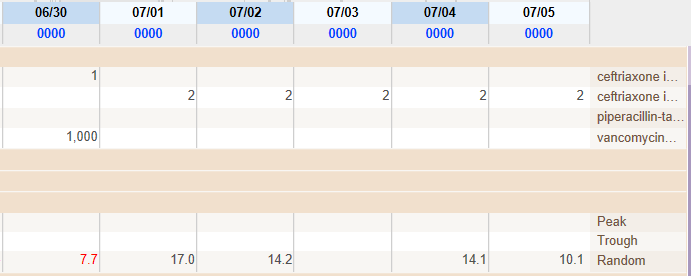 06/30 07/01 07/02 07/03 07/04 07/05
0000 0000 0000 0000 0000 0000
1 ceftriaxone i...
2 2 2 2 2 ceftriaxone i...
piperacillin-ta...
1,000 vancomycin...
Peak
Trough
7.7 17.0 14.2 14.1 10.1 Random